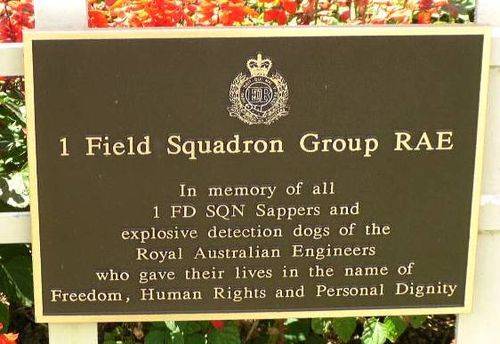 1 Field Squadron Group RAE
In memory of all
1 FD SQN Sappers and
explosive detection dogs of the
Royal Australian Engineers
who gave their lives in the name of
Freedom, Human Rights and Personal Dignity